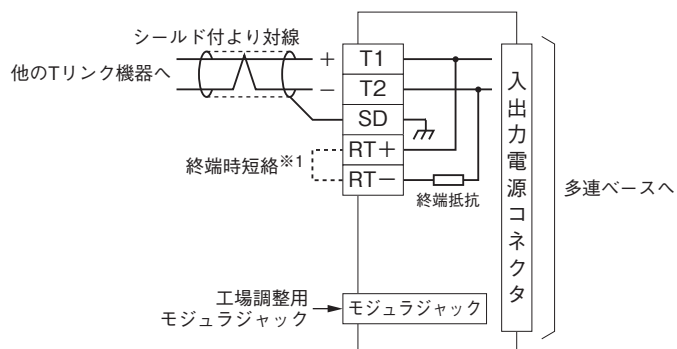 シールド付より対線
他のTリンク機器へ
+
−
T1
T2
SD
RT+
RT−
終端時短絡※1
終端抵抗
入出力電源コネクタ
多連ベースへ
工場調整用
モジュラジャック
モジュラジャック